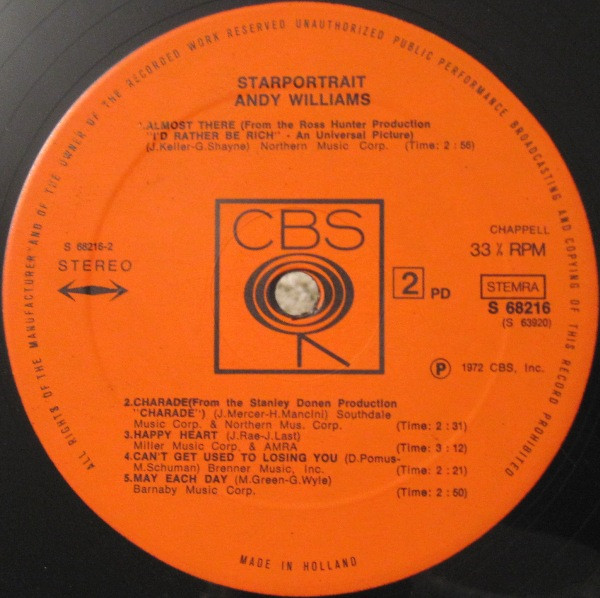 ALL RIGHTS OF THE MANUFACTURER AND OF THE OWNER OF THE RECORDED WORK RESERVED UNAUTHORIZED PUBLIC PERFORMANCE BROADCASTING AND COPYING OF THIS RECORD PROHIBITED
STARPORTRAIT
ANDY WILLIAMS
1.ALMOST THERE (From the Ross Hunter Production
"I'D RATHER BE RICH" - An Universal Picture)
(J.Keller-G.Shayne) Northern Music Corp. (Time: 2:58)
S 68216-2
STEREO
CBS
2 PD
CHAPPELL
33 ⅓ RPM
STEMRA
S 68216
(S 63920)
Ⓟ 1972 CBS, Inc.
2.CHARADE(From the Stanley Donen Production
"CHARADE") (J.Mercer-H.Mancini) Southdale
Music Corp. & Northern Mus. Corp. (Time: 2:31)
3.HAPPY HEART (J.Rae-J.Last)
Miller Music Corp. & AMRA (Time: 3:12)
4.CAN'T GET USED TO LOSING YOU (D.Pomus-
M.Schuman) Brenner Music, Inc. (Time: 2:21)
5.MAY EACH DAY (M.Green-G.Wyle)
Barnaby Music Corp. (Time: 2:50)
MADE IN HOLLAND